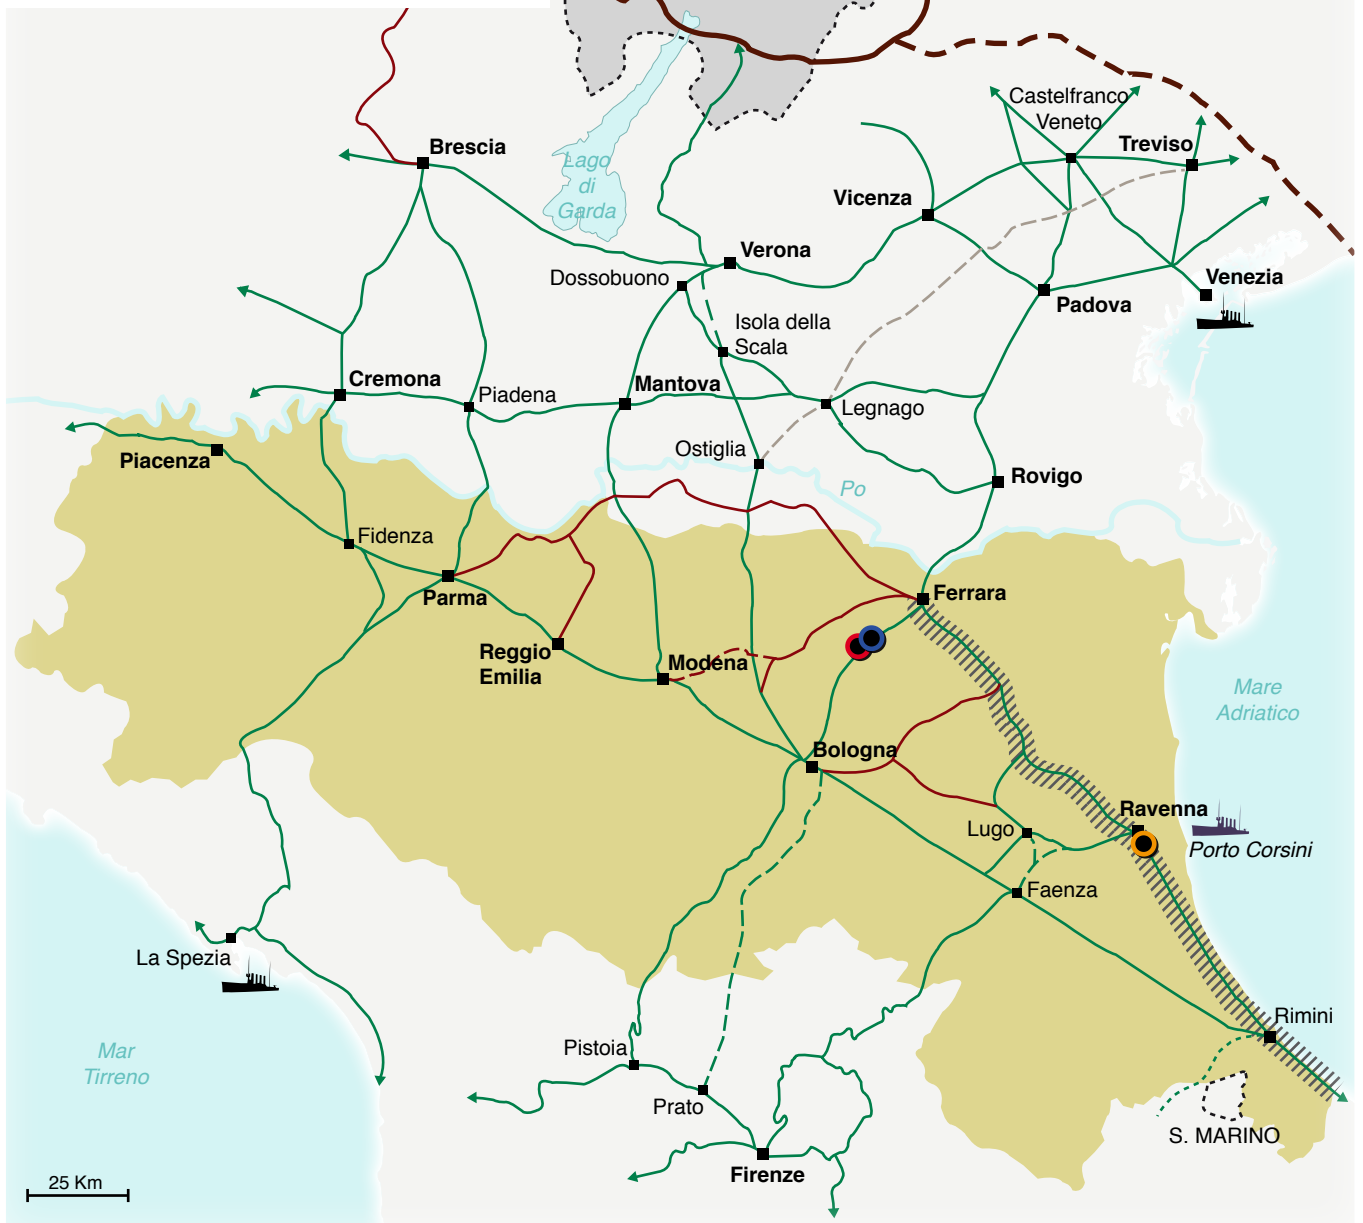 Castelfranco
Veneto
Brescia
Treviso
Lago
di
Garda
Vicenza
Verona
Dossobuono
Venezia
Padova
Isola della
Scala
Cremona
Mantova
Piadena
Legnago
Ostiglia
Piacenza
Rovigo
Po
Fidenza
Parma
Ferrara
Reggio
Emilia
Modena
Mare
Adriatico
Bologna
Ravenna
Lugo
Porto Corsini
Faenza
La Spezia
Rimini
Pistoia
Mar
Tirreno
Prato
S. MARINO
Firenze
25 Km